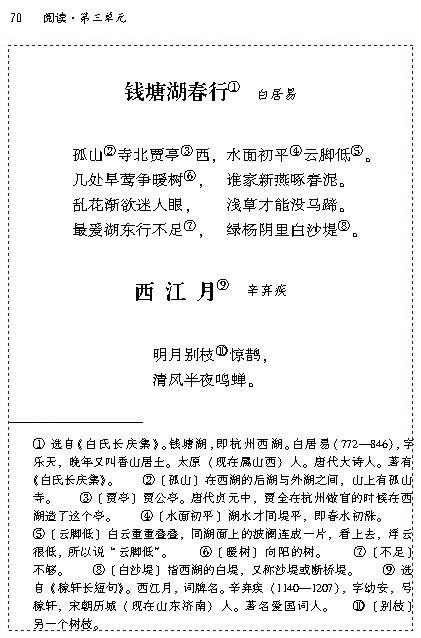 70 阅读·第三单元
钱塘湖春行① 白居易
孤山②寺北贾亭③西，水面初平④云脚低⑤。
几处早莺争暖树⑥， 谁家新燕啄春泥。
乱花渐欲迷人眼， 浅草才能没马蹄。
最爱湖东行不足⑦， 绿杨阴里白沙堤⑧。
西江月⑨ 辛弃疾
明月别枝⑩惊鹊，
清风半夜鸣蝉。
① 选自《白氏长庆集》。钱塘湖，即杭州西湖。白居易（772—846），字
乐天，晚年又叫香山居士。太原（现在属山西）人。唐代大诗人。著有
《白氏长庆集》。 ②〔孤山〕在西湖的后湖与外湖之间，山上有孤山
寺。 ③〔贾亭〕贾公亭。唐代贞元中，贾全在杭州做官的时候在西
湖造了这个亭。 ④〔水面初平〕湖水才同堤平，即春水初涨。
⑤〔云脚低〕白云重重叠叠，同湖面上的波澜连成一片，看上去，浮云
很低，所以说“云脚低”。 ⑥〔暖树〕向阳的树。 ⑦〔不足〕
不够。 ⑧〔白沙堤〕指西湖的白堤，又称沙堤或断桥堤。 ⑨ 选
自《稼轩长短句》。西江月，词牌名。辛弃疾（1140—1207），字幼安，号
稼轩，宋朝历城（现在山东济南）人。著名爱国词人。 ⑩〔别枝〕
另一个树枝。